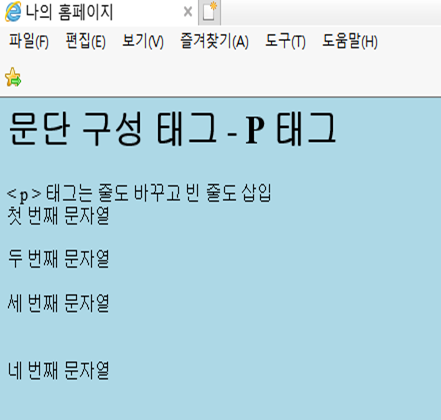 나의 홈페이지
파일(F) 편집(E) 보기(V) 즐겨찾기(A) 도구(T) 도움말(H)
문단 구성 태그 - P 태그
< p > 태그는 줄도 바꾸고 빈 줄도 삽입
첫 번째 문자열
두 번째 문자열
세 번째 문자열
네 번째 문자열